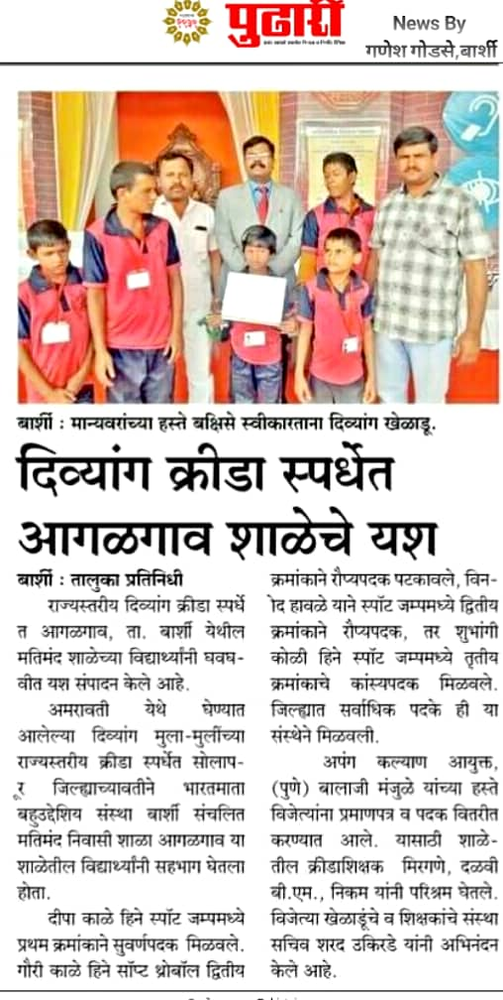 पुढारी
News By
गणेश गोडसे,बार्शी
बार्शी : मान्यवरांच्या हस्ते बक्षिसे स्वीकारताना दिव्यांग खेळाडू.
दिव्यांग क्रीडा स्पर्धेत
आगळगाव शाळेचे यश
बार्शी : तालुका प्रतिनिधी
राज्यस्तरीय दिव्यांग क्रीडा स्पर्धे
त आगळगाव, ता. बार्शी येथील
मतिमंद शाळेच्या विद्यार्थ्यांनी घवघ-
वीत यश संपादन केले आहे.
अमरावती येथे घेण्यात
आलेल्या दिव्यांग मुला-मुलींच्या
राज्यस्तरीय क्रीडा स्पर्धेत सोलाप-
ूर जिल्ह्याच्यावतीने भारतमाता
बहुउद्देशिय संस्था बार्शी संचलित
मतिमंद निवासी शाळा आगळगाव या
शाळेतील विद्यार्थ्यांनी सहभाग घेतला
होता.
दीपा काळे हिने स्पॉट जम्पमध्ये
प्रथम क्रमांकाने सुवर्णपदक मिळवले.
गौरी काळे हिने सॉप्ट थ्रोबॉल द्वितीय
क्रमांकाने रौप्यपदक पटकावले, विन-
ोद हावळे याने स्पॉट जम्पमध्ये द्वितीय
क्रमांकाने रौप्यपदक, तर शुभांगी
कोळी हिने स्पॉट जम्पमध्ये तृतीय
क्रमांकाचे कांस्यपदक मिळवले.
जिल्ह्यात सर्वाधिक पदके ही या
संस्थेने मिळवली.
अपंग कल्याण आयुक्त,
(पुणे) बालाजी मंजुळे यांच्या हस्ते
विजेत्यांना प्रमाणपत्र व पदक वितरीत
करण्यात आले. यासाठी शाळे-
तील क्रीडाशिक्षक मिरगणे, दळवी
बी.एम., निकम यांनी परिश्रम घेतले.
विजेत्या खेळाडूंचे व शिक्षकांचे संस्था
सचिव शरद उकिरडे यांनी अभिनंदन
केले आहे.